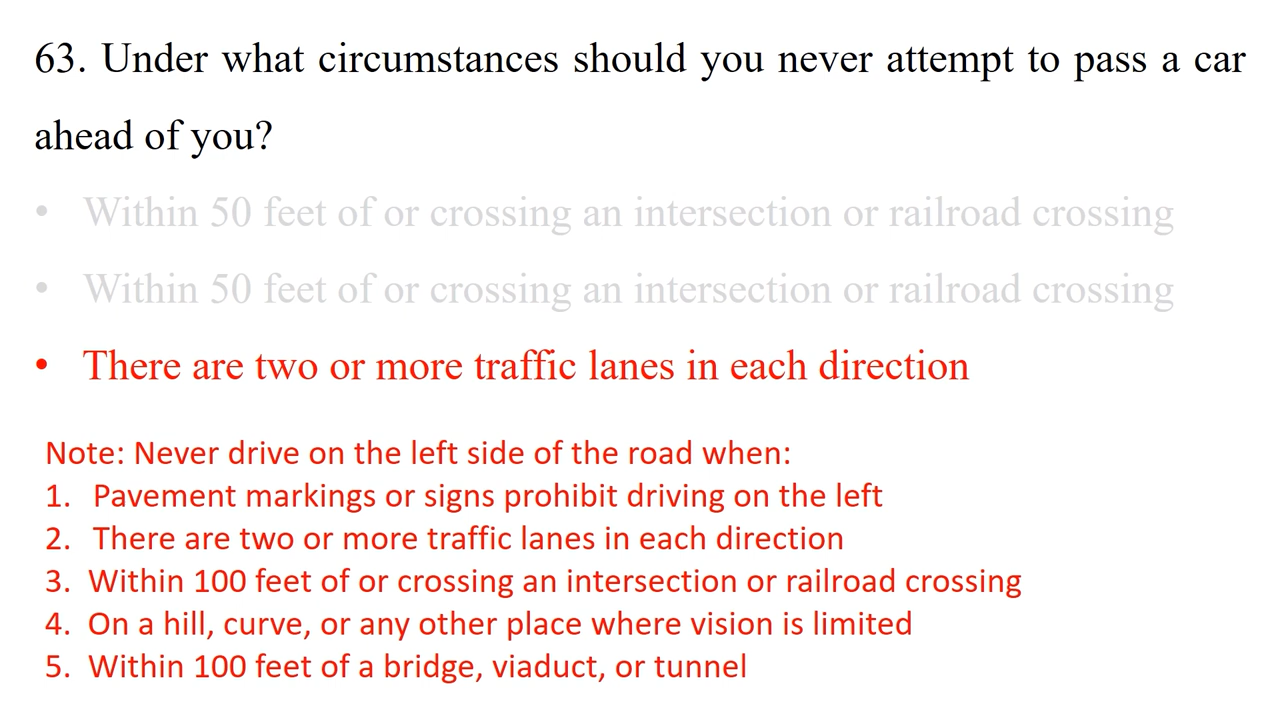 63. Under what circumstances should you never attempt to pass a car
ahead of you?
• Within 50 feet of or crossing an intersection or railroad crossing
• Within 50 feet of or crossing an intersection or railroad crossing
• There are two or more traffic lanes in each direction
Note: Never drive on the left side of the road when:
1. Pavement markings or signs prohibit driving on the left
2. There are two or more traffic lanes in each direction
3. Within 100 feet of or crossing an intersection or railroad crossing
4. On a hill, curve, or any other place where vision is limited
5. Within 100 feet of a bridge, viaduct, or tunnel